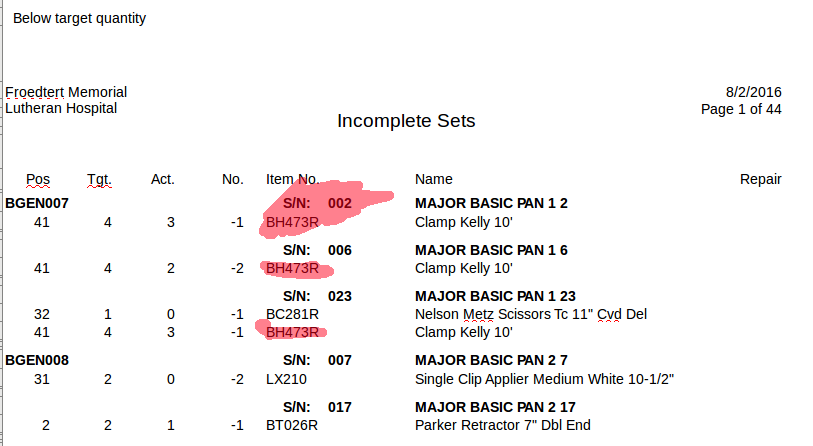 Below target quantity
Froedtert Memorial 8/2/2016
Lutheran Hospital Page 1 of 44
Incomplete Sets
Pos Tgt. Act. No. Item No. Name Repair
BGEN007 S/N: 002 MAJOR BASIC PAN 1 2
41 4 3 -1 BH473R Clamp Kelly 10'
S/N: 006 MAJOR BASIC PAN 1 6
41 4 2 -2 BH473R Clamp Kelly 10'
S/N: 023 MAJOR BASIC PAN 1 23
32 1 0 -1 BC281R Nelson Metz Scissors Tc 11" Cvd Del
41 4 3 -1 BH473R Clamp Kelly 10'
BGEN008 S/N: 007 MAJOR BASIC PAN 2 7
31 2 0 -2 LX210 Single Clip Applier Medium White 10-1/2"
S/N: 017 MAJOR BASIC PAN 2 17
2 2 1 -1 BT026R Parker Retractor 7" Dbl End